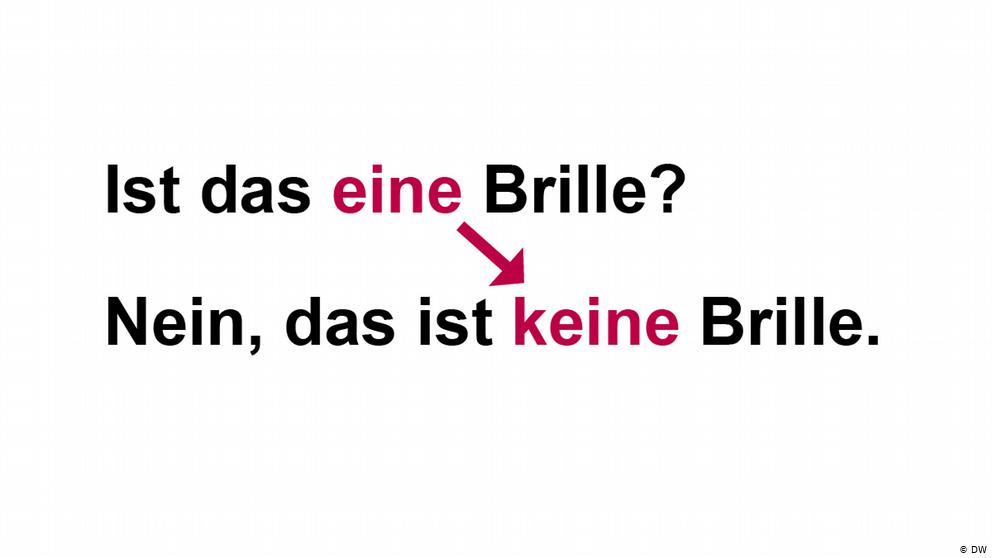 Ist das eine Brille?
Nein, das ist keine Brille.
© DW